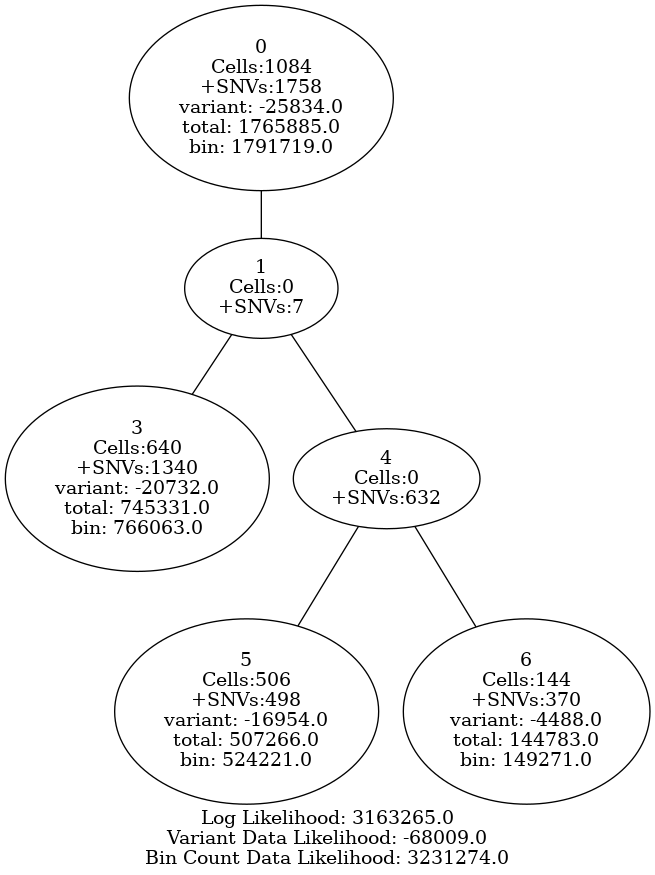 0
Cells:1084
+SNVs:1758
variant: -25834.0
total: 1765885.0
bin: 1791719.0
1
Cells:0
+SNVs:7
3
Cells:640
+SNVs:1340
variant: -20732.0
total: 745331.0
bin: 766063.0
4
Cells:0
+SNVs:632
5
Cells:506
+SNVs:498
variant: -16954.0
total: 507266.0
bin: 524221.0
6
Cells:144
+SNVs:370
variant: -4488.0
total: 144783.0
bin: 149271.0
Log Likelihood: 3163265.0
Variant Data Likelihood: -68009.0
Bin Count Data Likelihood: 3231274.0